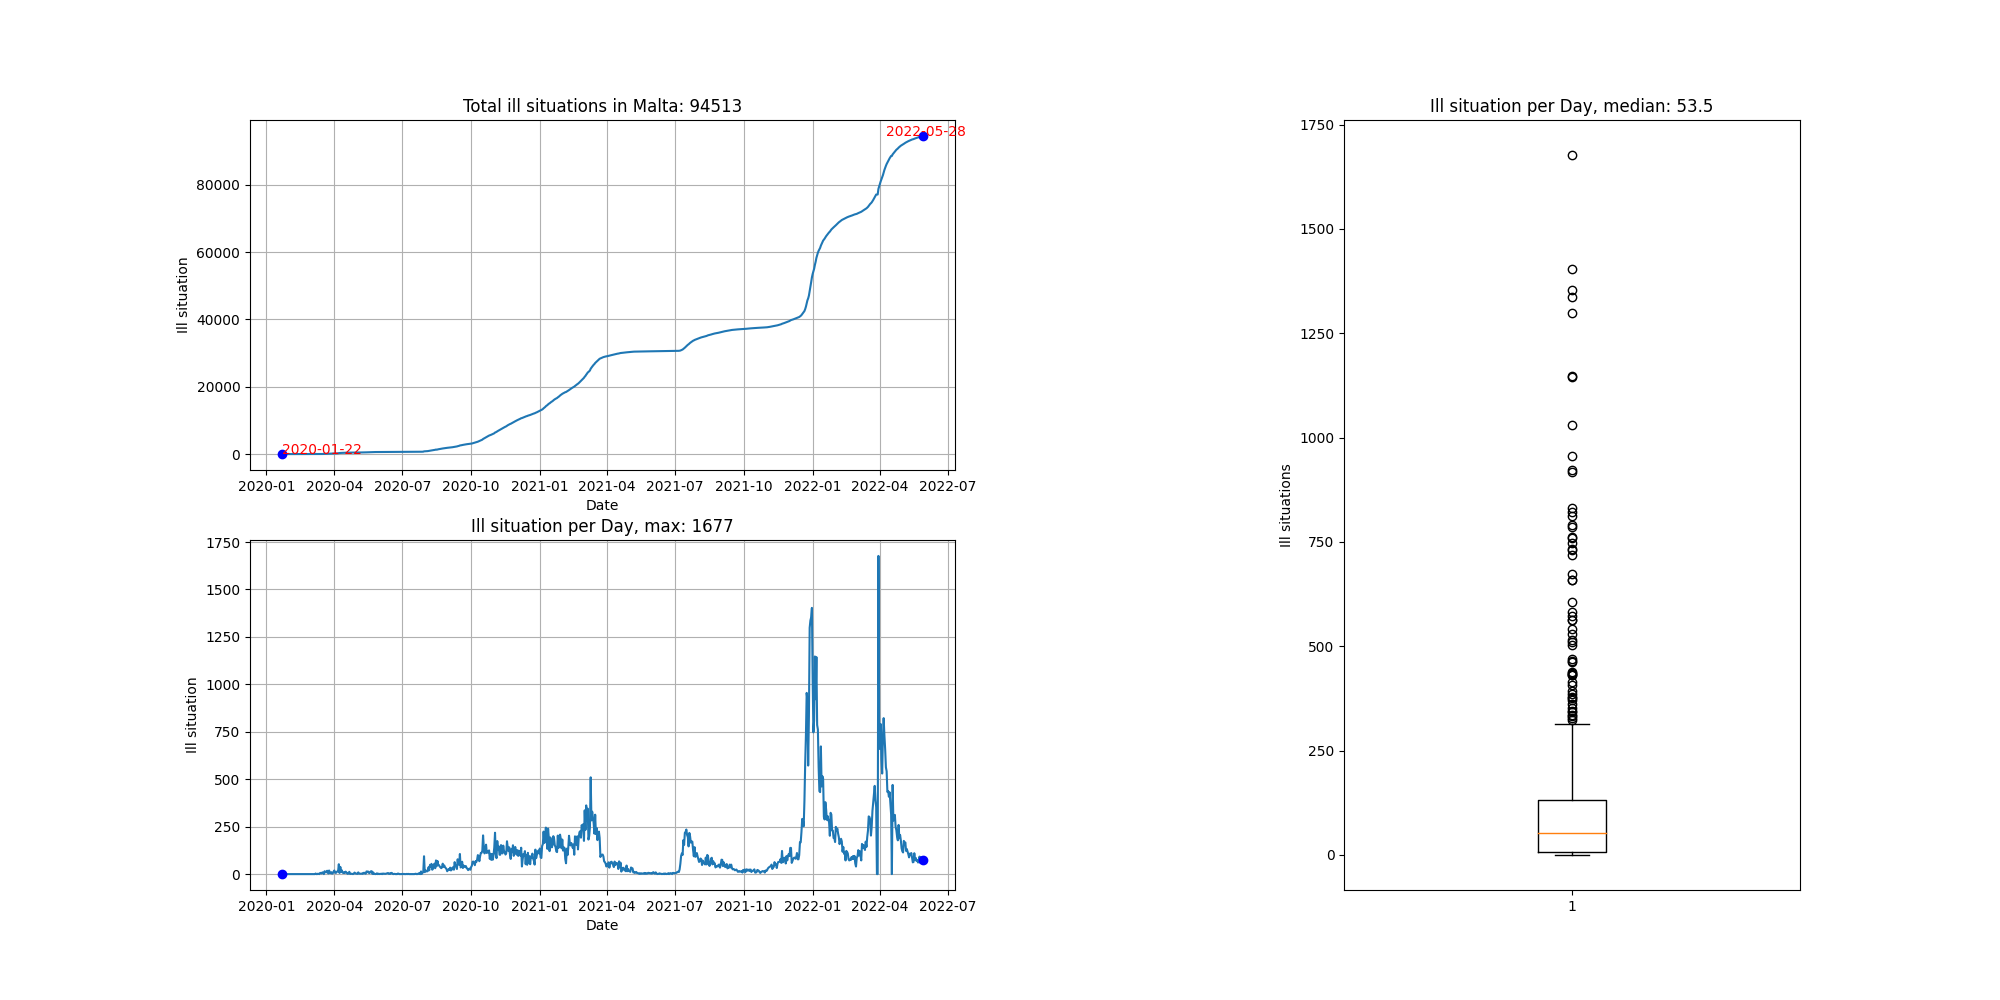 Total ill situations in Malta: 94513
2022-05-28
2020-01-22
Ill situation
80000
60000
40000
20000
0
2020-01 2020-04 2020-07 2020-10 2021-01 2021-04 2021-07 2021-10 2022-01 2022-04 2022-07
Date
Ill situation per Day, max: 1677
Ill situation
1750
1500
1250
1000
750
500
250
0
2020-01 2020-04 2020-07 2020-10 2021-01 2021-04 2021-07 2021-10 2022-01 2022-04 2022-07
Date
Ill situation per Day, median: 53.5
Ill situations
1750
1500
1250
1000
750
500
250
0
1